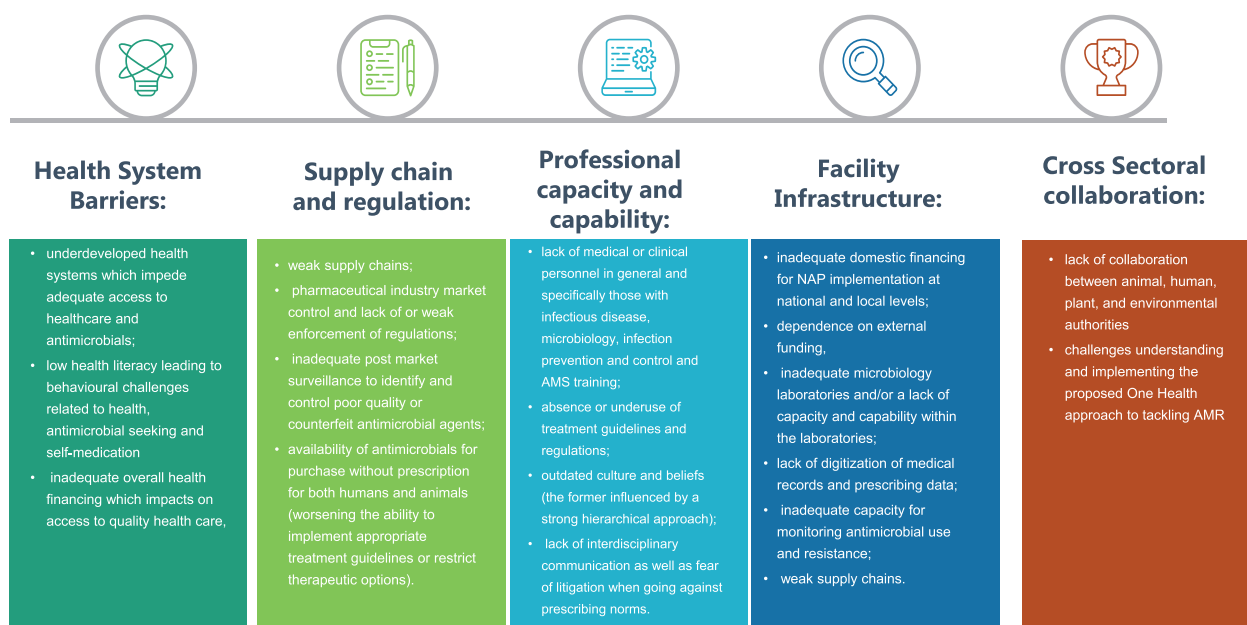 Health System
Barriers:
• underdeveloped health
systems which impede
adequate access to
healthcare and
antimicrobials;
• low health literacy leading to
behavioural challenges
related to health,
antimicrobial seeking and
self-medication
• inadequate overall health
financing which impacts on
access to quality health care,
Supply chain
and regulation:
• weak supply chains;
• pharmaceutical industry market
control and lack of or weak
enforcement of regulations;
• inadequate post market
surveillance to identify and
control poor quality or
counterfeit antimicrobial agents;
• availability of antimicrobials for
purchase without prescription
for both humans and animals
(worsening the ability to
implement appropriate
treatment guidelines or restrict
therapeutic options).
Professional
capacity and
capability:
• lack of medical or clinical
personnel in general and
specifically those with
infectious disease,
microbiology, infection
prevention and control and
AMS training;
• absence or underuse of
treatment guidelines and
regulations;
• outdated culture and beliefs
(the former influenced by a
strong hierarchical approach);
• lack of interdisciplinary
communication as well as fear
of litigation when going against
prescribing norms.
Facility
Infrastructure:
• inadequate domestic financing
for NAP implementation at
national and local levels;
• dependence on external
funding,
• inadequate microbiology
laboratories and/or a lack of
capacity and capability within
the laboratories;
• lack of digitization of medical
records and prescribing data;
• inadequate capacity for
monitoring antimicrobial use
and resistance;
• weak supply chains.
Cross Sectoral
collaboration:
• lack of collaboration
between animal, human,
plant, and environmental
authorities
• challenges understanding
and implementing the
proposed One Health
approach to tackling AMR